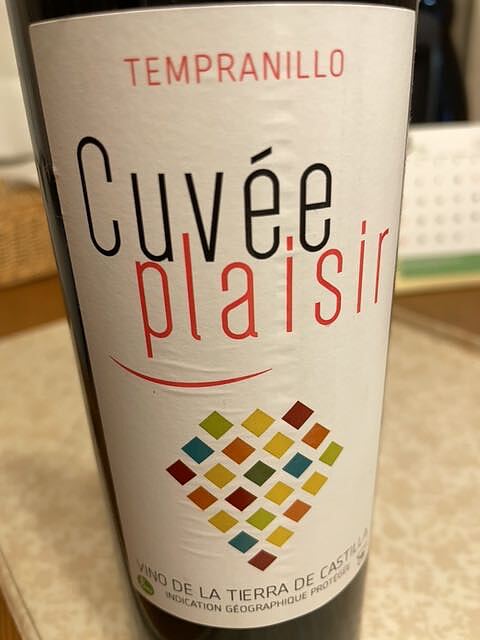 TEMPRANILLO
Cuvée
plaisir
VINO DE LA TIERRA DE CASTILLA
INDICATION GÉOGRAPHIQUE PROTÉGÉE